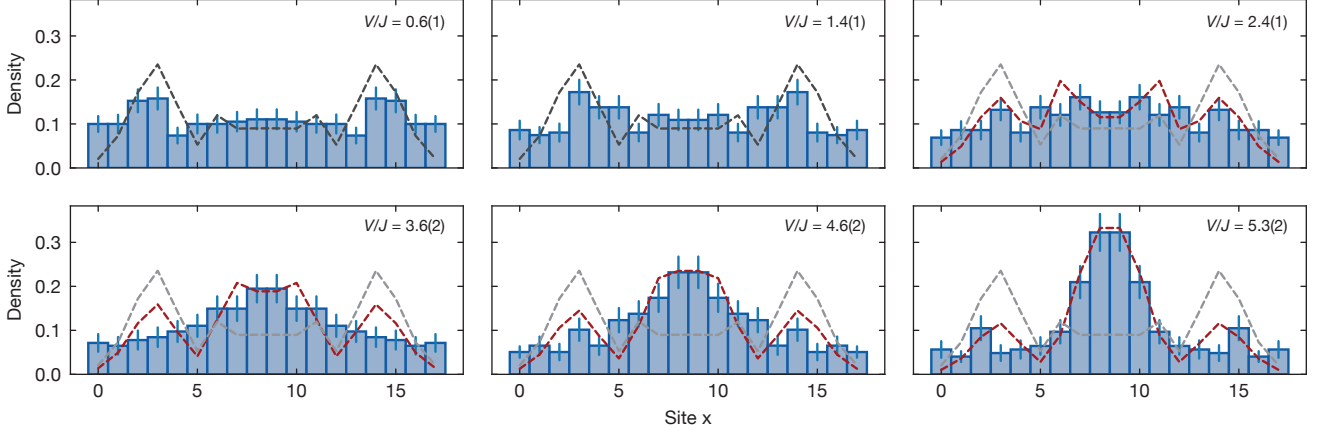 V/J = 0.6(1)
V/J = 1.4(1)
V/J = 2.4(1)
Density
0.3
0.2
0.1
0.0
V/J = 3.6(2)
V/J = 4.6(2)
V/J = 5.3(2)
Density
0.3
0.2
0.1
0.0
0 5 10 15
0 5 10 15
0 5 10 15
Site x